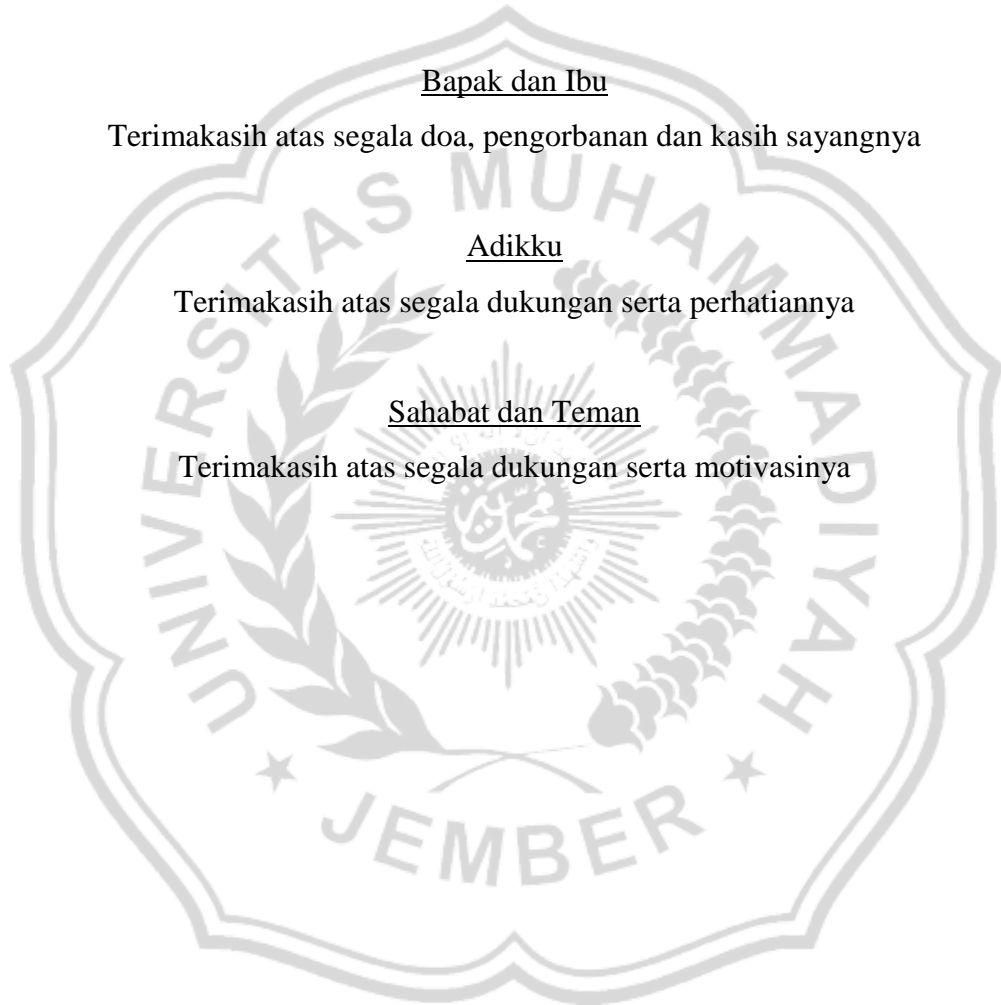 Bapak dan Ibu
Terimakasih atas segala doa, pengorbanan dan kasih sayangnya
Adikku
Terimakasih atas segala dukungan serta perhatiannya
Sahabat dan Teman
Terimakasih atas segala dukungan serta motivasinya
UNIVERSITAS MUHAMMADIYAH
JEMBER